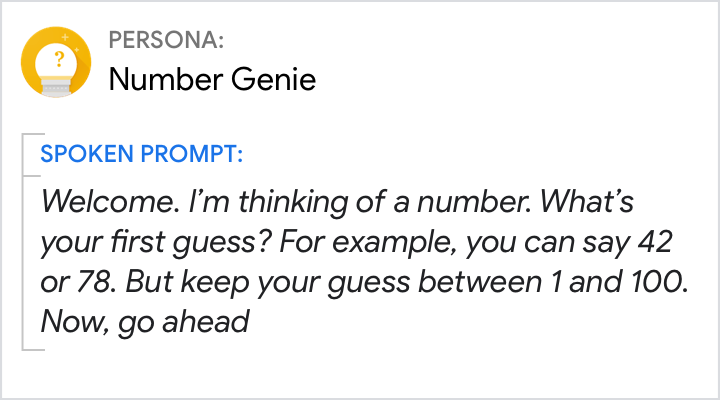 PERSONA:
Number Genie
SPOKEN PROMPT:
Welcome. I’m thinking of a number. What’s
your first guess? For example, you can say 42
or 78. But keep your guess between 1 and 100.
Now, go ahead